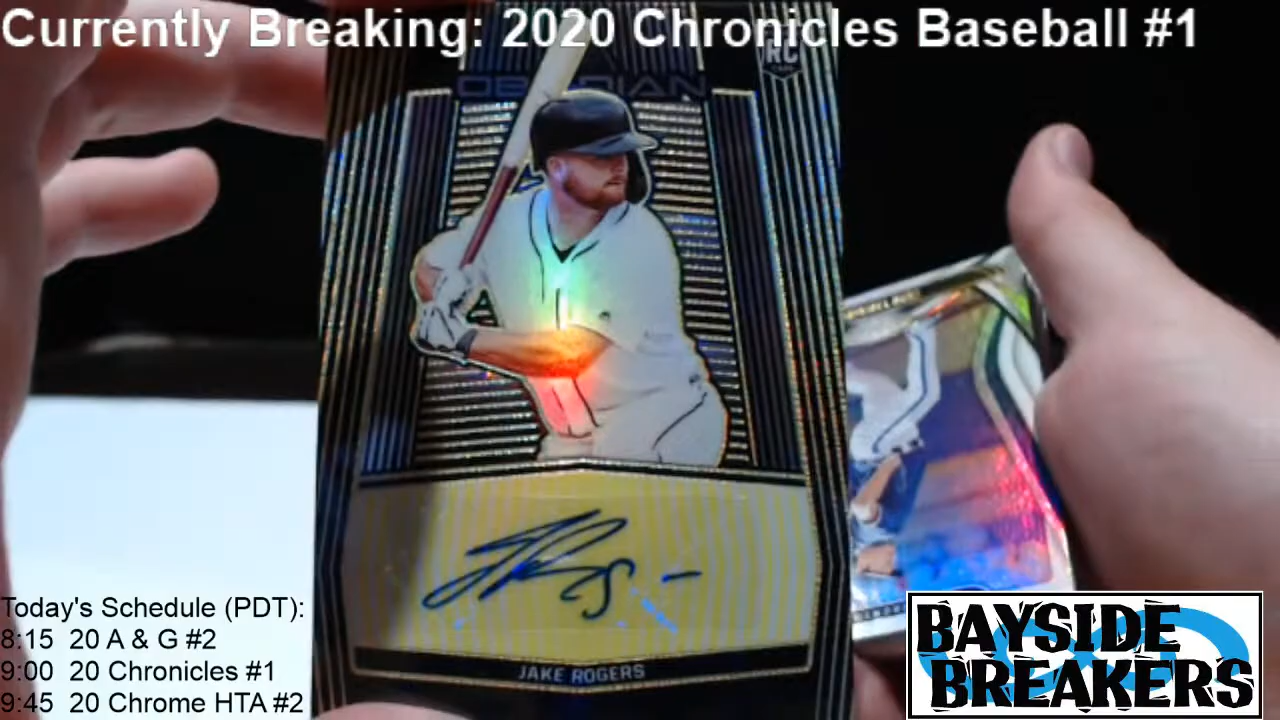 Currently Breaking: 2020 Chronicles Baseball #1
RC
OBSIDIAN
JAKE ROGERS
Today's Schedule (PDT):
8:15 20 A & G #2
9:00 20 Chronicles #1
9:45 20 Chrome HTA #2
BAYSIDE
BREAKERS